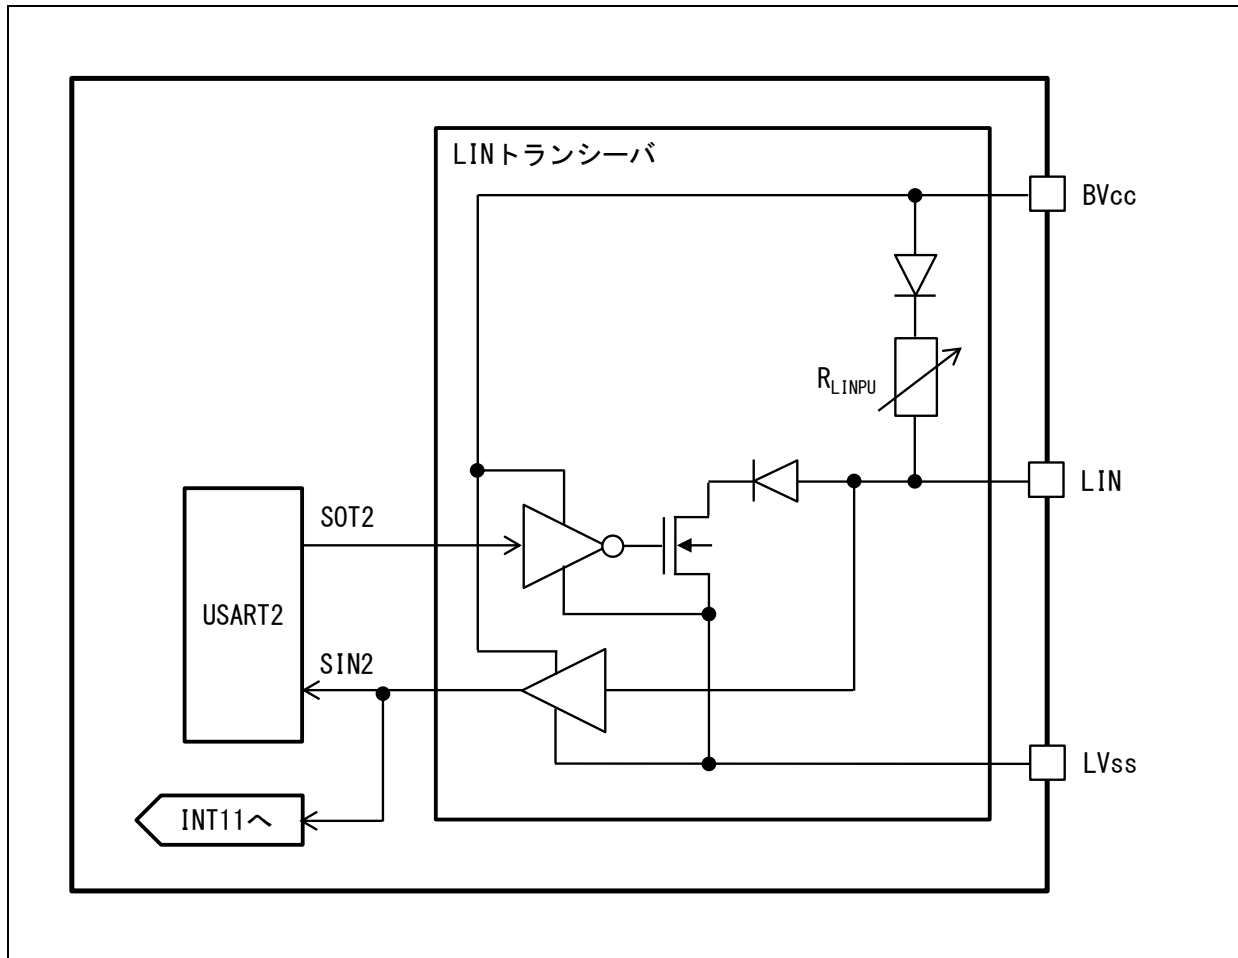 LINトランシーバ
BVcc
R_LINPU
LIN
SOT2
USART2
SIN2
LVss
INT11へ